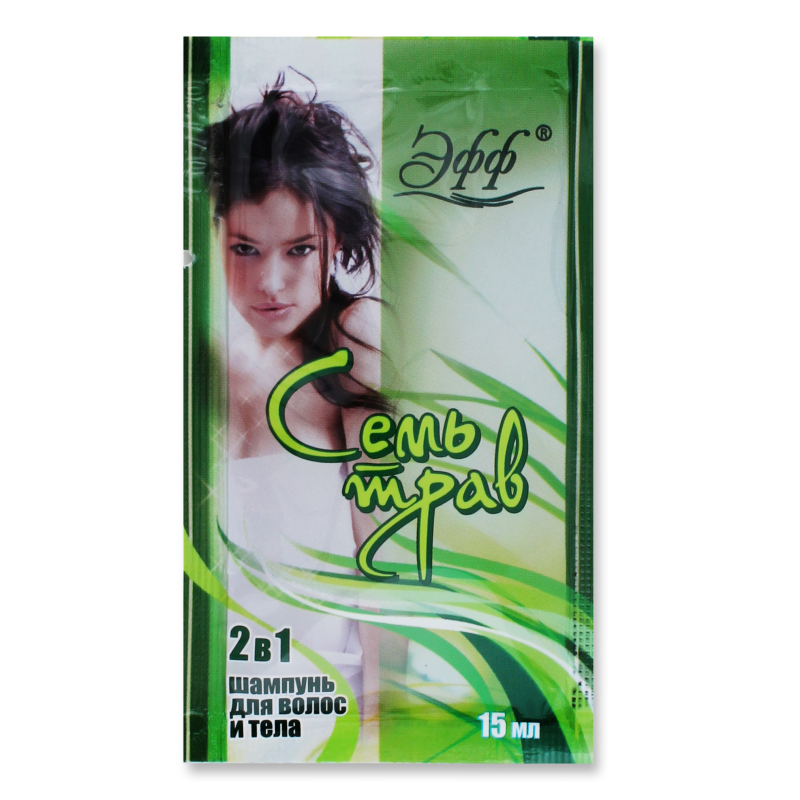 Эфф®
Семь
трав
2 в 1
шампунь
для волос
и тела
15 мл